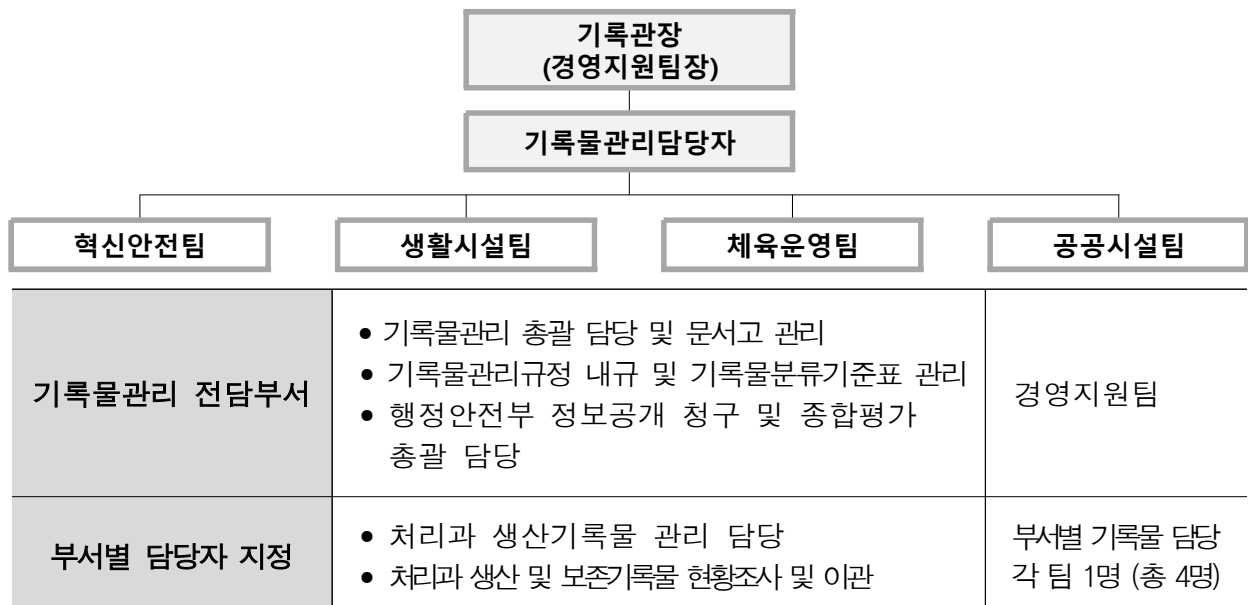 기록관장
(경영지원팀장)
기록물관리담당자
혁신안전팀
생활시설팀
체육운영팀
공공시설팀
기록물관리 전담부서
• 기록물관리 총괄 담당 및 문서고 관리
• 기록물관리규정 내규 및 기록물분류기준표 관리
• 행정안전부 정보공개 청구 및 종합평가
총괄 담당
경영지원팀
부서별 담당자 지정
• 처리과 생산기록물 관리 담당
• 처리과 생산 및 보존기록물 현황조사 및 이관
부서별 기록물 담당
각 팀 1명 (총 4명)